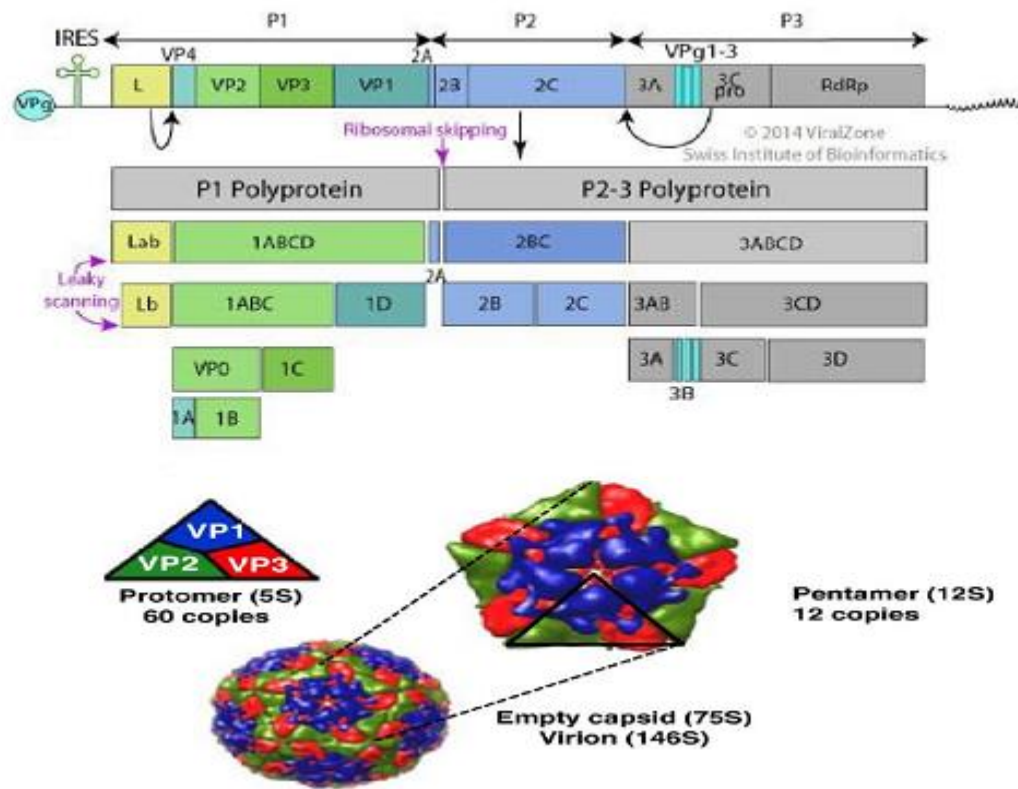 P1 P2 P3
IRES VP4 2A VPg1-3
VPg L VP2 VP3 VP1 2B 2C 3A 3C pro RdRp
Ribosomal skipping
© 2014 ViralZone
Swiss Institute of Bioinformatics
P1 Polyprotein P2-3 Polyprotein
Lab 1ABCD 2BC 3ABCD
2A
Leaky
scanning
Lb 1ABC 1D 2B 2C 3AB 3CD
VP0 1C 3A 3C 3D
3B
1A 1B
VP1
VP2 VP3
Protomer (5S)
60 copies
Pentamer (12S)
12 copies
Empty capsid (75S)
Virion (146S)